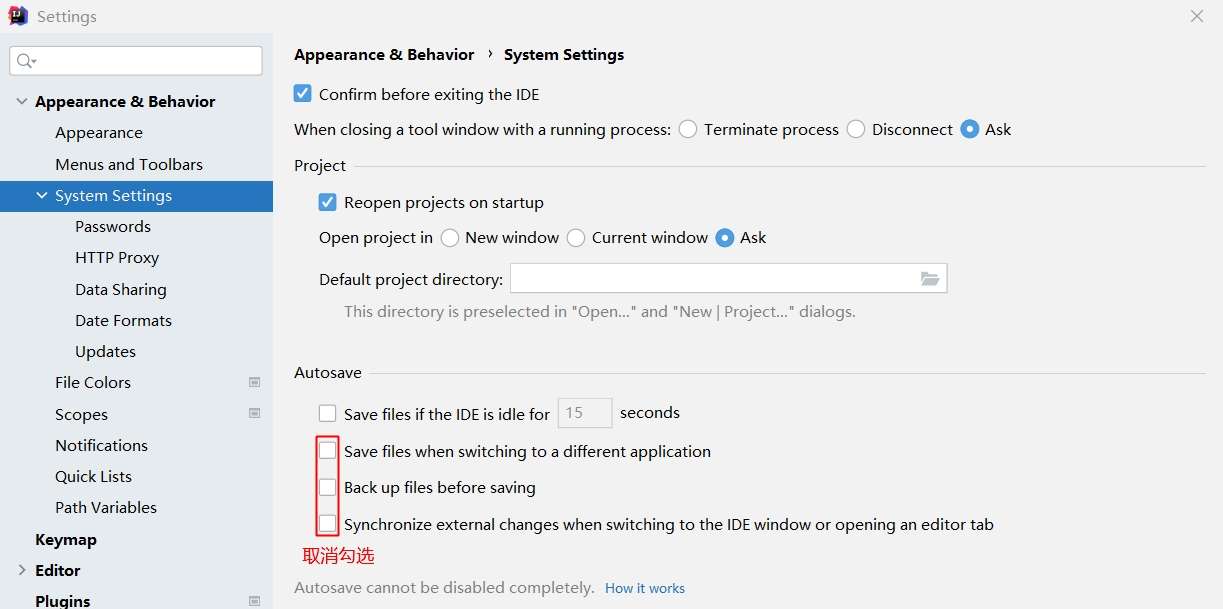 Settings
Appearance & Behavior
Appearance
Menus and Toolbars
System Settings
Passwords
HTTP Proxy
Data Sharing
Date Formats
Updates
File Colors
Scopes
Notifications
Quick Lists
Path Variables
Keymap
Editor
Plugins
Appearance & Behavior › System Settings
Confirm before exiting the IDE
When closing a tool window with a running process: Terminate process Disconnect Ask
Project
Reopen projects on startup
Open project in New window Current window Ask
Default project directory:
This directory is preselected in "Open..." and "New | Project..." dialogs.
Autosave
Save files if the IDE is idle for 15 seconds
Save files when switching to a different application
Back up files before saving
Synchronize external changes when switching to the IDE window or opening an editor tab
取消勾选
Autosave cannot be disabled completely. How it works